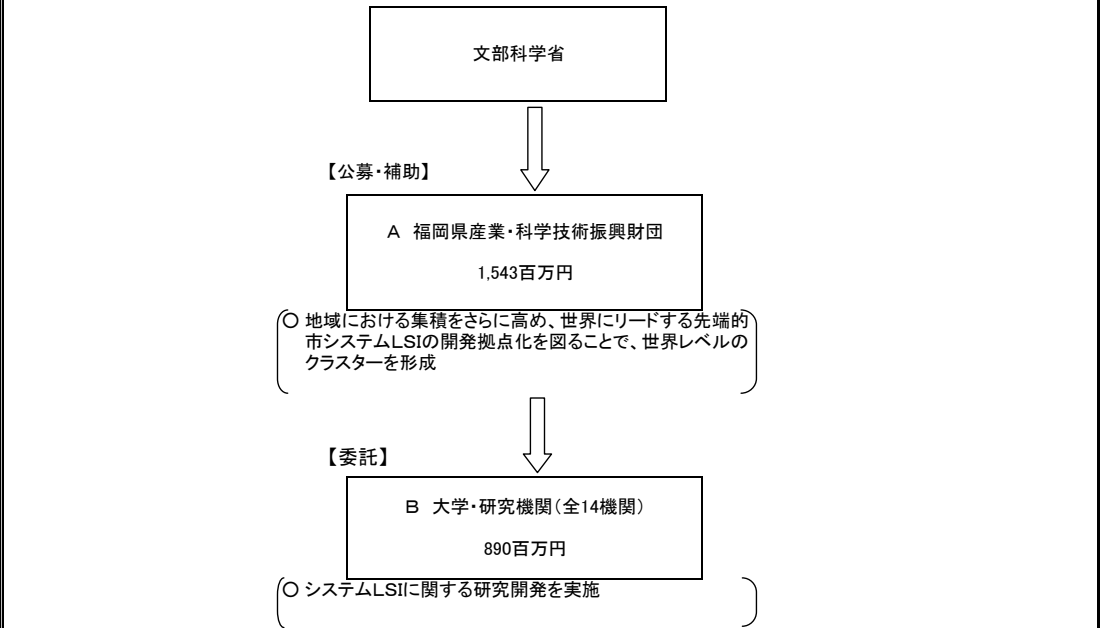 文部科学省
【公募・補助】
A 福岡県産業・科学技術振興財団
1,543百万円
○ 地域における集積をさらに高め、世界にリードする先端的
市システムLSIの開発拠点化を図ることで、世界レベルの
クラスターを形成
【委託】
B 大学・研究機関（全14機関）
890百万円
○ システムLSIに関する研究開発を実施